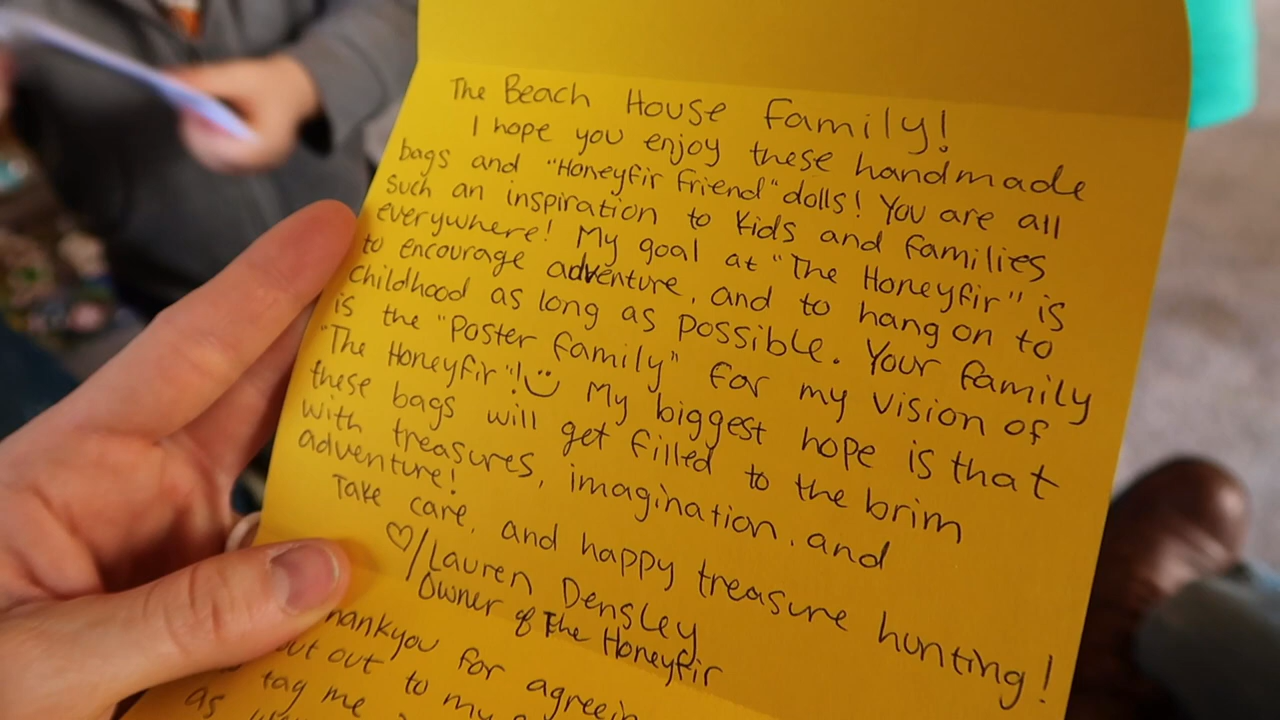 The Beach House Family!
I hope you enjoy these handmade
bags and "Honeyfir Friend" dolls! You are all
such an inspiration to kids and families
everywhere! My goal at "The Honeyfir" is
to encourage adventure, and to hang on to
childhood as long as possible. Your family
is the "Poster family" for my vision of
"The Honeyfir"! My biggest hope is that
these bags will get filled to the brim
with treasures, imagination, and
adventure!
Take care, and happy treasure hunting!
♡/Lauren Densley
Owner of The Honeyfir
for
out to my
tag me
as